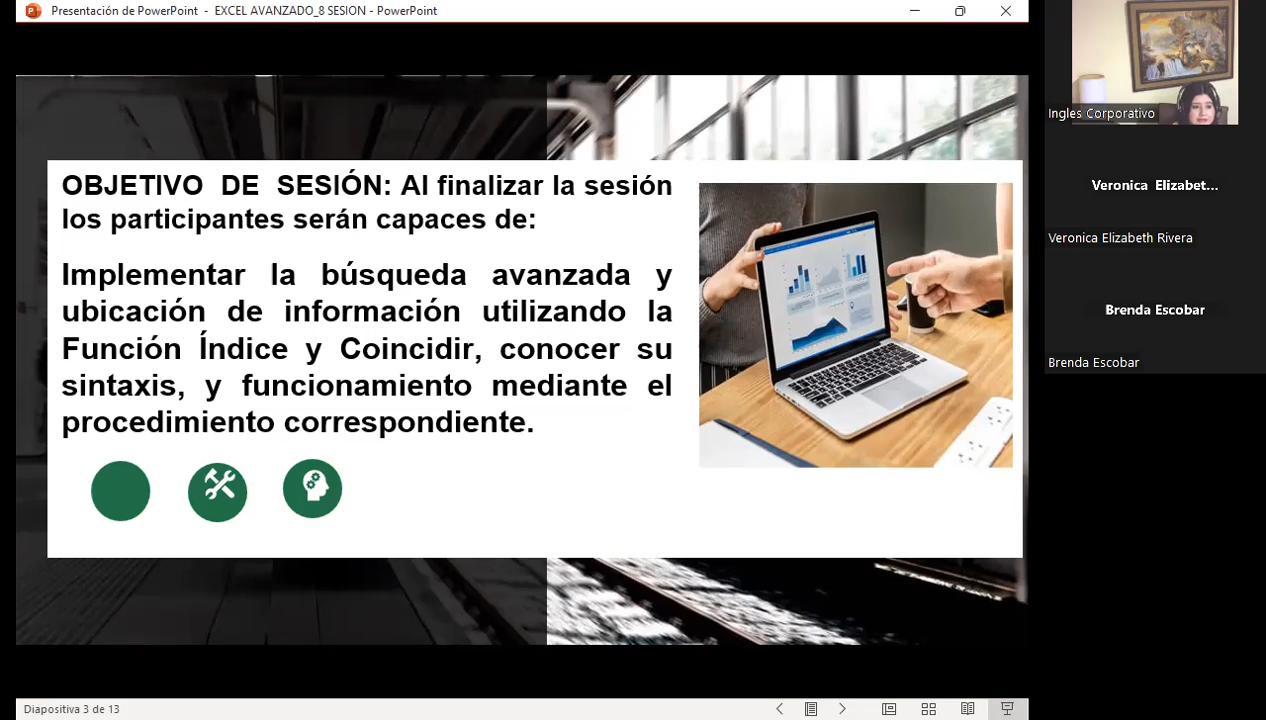 Presentación de PowerPoint - EXCEL AVANZADO_8 SESION - PowerPoint
Ingles Corporativo
OBJETIVO DE SESIÓN: Al finalizar la sesión
los participantes serán capaces de:
Implementar la búsqueda avanzada y
ubicación de información utilizando la
Función Índice y Coincidir, conocer su
sintaxis, y funcionamiento mediante el
procedimiento correspondiente.
Veronica Elizabet...
Veronica Elizabeth Rivera
Brenda Escobar
Brenda Escobar
Diapositiva 3 de 13